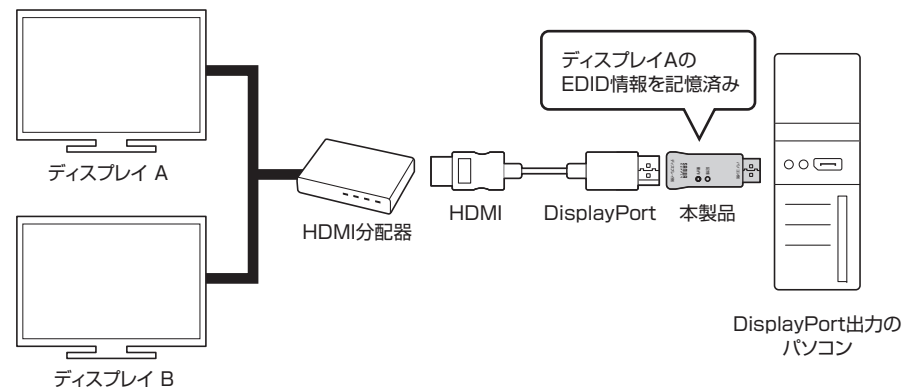 ディスプレイAの
EDID情報を記憶済み
ディスプレイ A
HDMI分配器
HDMI
DisplayPort
本製品
DisplayPort出力の
パソコン
ディスプレイ B